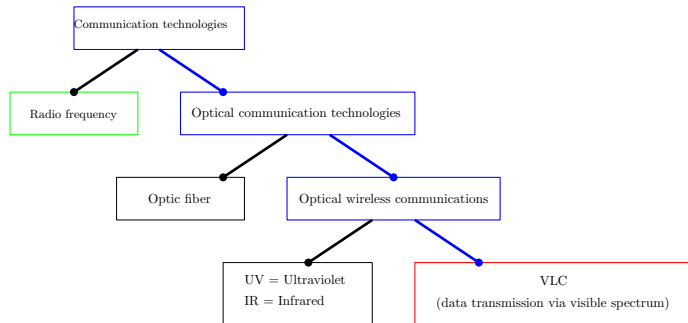 Communication technologies
Radio frequency
Optical communication technologies
Optic fiber
Optical wireless communications
UV = Ultraviolet
IR = Infrared
VLC
(data transmission via visible spectrum)